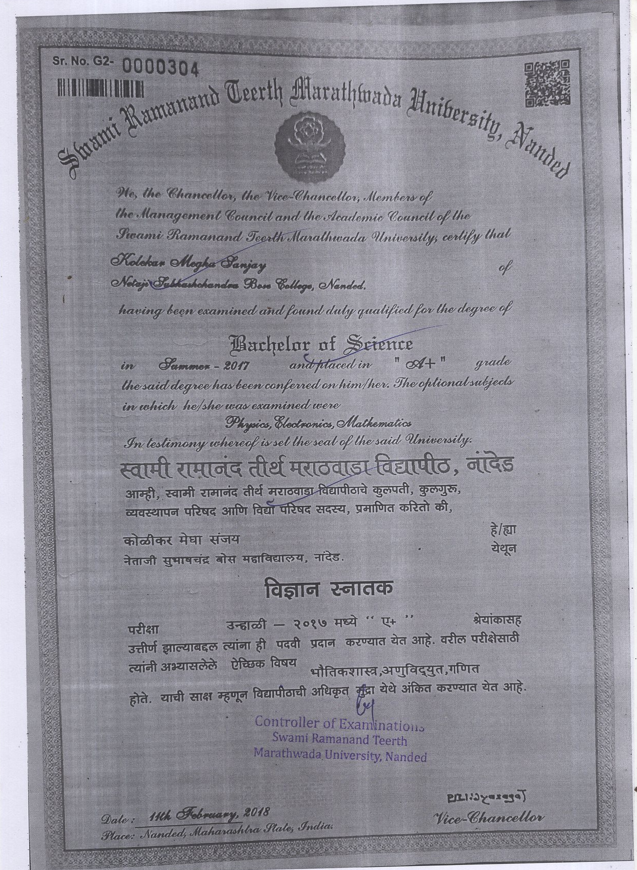 Sr. No. G2- 0000304
Swami Ramanand Teerth Marathwada University, Nanded
We, the Chancellor, the Vice-Chancellor, Members of
the Management Council and the Academic Council of the
Swami Ramanand Teerth Marathwada University, certify that
Kolekar Megha Sanjay of
Netaji Subhashchandra Bose College, Nanded.
having been examined and found duly qualified for the degree of
Bachelor of Science
in Summer - 2017 and placed in " A+ " grade
the said degree has been conferred on him/her. The optional subjects
in which he/she was examined were
Physics, Electronics, Mathematics
In testimony whereof is set the seal of the said University.
स्वामी रामानंद तीर्थ मराठवाडा विद्यापीठ, नांदेड
आम्ही, स्वामी रामानंद तीर्थ मराठवाडा विद्यापीठाचे कुलपती, कुलगुरू,
व्यवस्थापन परिषद आणि विद्या परिषद सदस्य, प्रमाणित करितो की,
कोळीकर मेघा संजय हे/ह्या
नेताजी सुभाषचंद्र बोस महाविद्यालय, नांदेड. येथून
विज्ञान स्नातक
परीक्षा उन्हाळी – २०१७ मध्ये " ए+ " श्रेयांकासह
उत्तीर्ण झाल्याबद्दल त्यांना ही पदवी प्रदान करण्यात येत आहे. वरील परीक्षेसाठी
त्यांनी अभ्यासलेले ऐच्छिक विषय भौतिकशास्त्र,अणुविद्युत,गणित
होते. याची साक्ष म्हणून विद्यापीठाची अधिकृत मुद्रा येथे अंकित करण्यात येत आहे.
Controller of Examinations
Swami Ramanand Teerth
Marathwada University, Nanded
Date : 11th February, 2018
Place: Nanded, Maharashtra State, India.
Vice-Chancellor